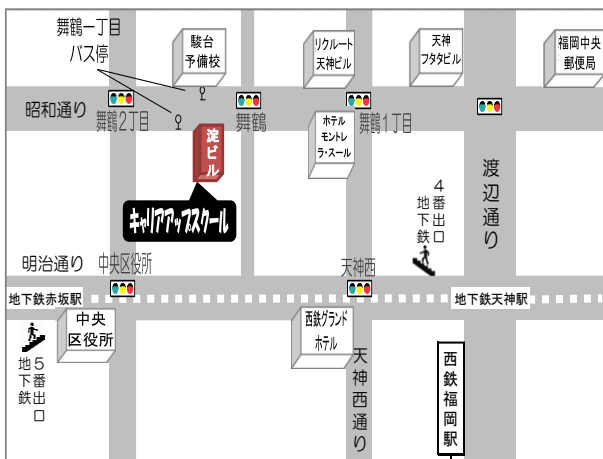 舞鶴一丁目
バス停
駿台
予備校
リクルート
天神ビル
天神
フタタビル
福岡中央
郵便局
昭和通り
舞鶴2丁目
舞鶴
舞鶴1丁目
淀ビル
ホテル
モントレ
ラ・スール
キャリアアップスクール
渡辺通り
4番出口
地下鉄
明治通り
中央区役所
天神西
地下鉄赤坂駅
地下鉄天神駅
中央
区役所
西鉄グランド
ホテル
5番出口
地下鉄
天神西通り
西鉄福岡駅